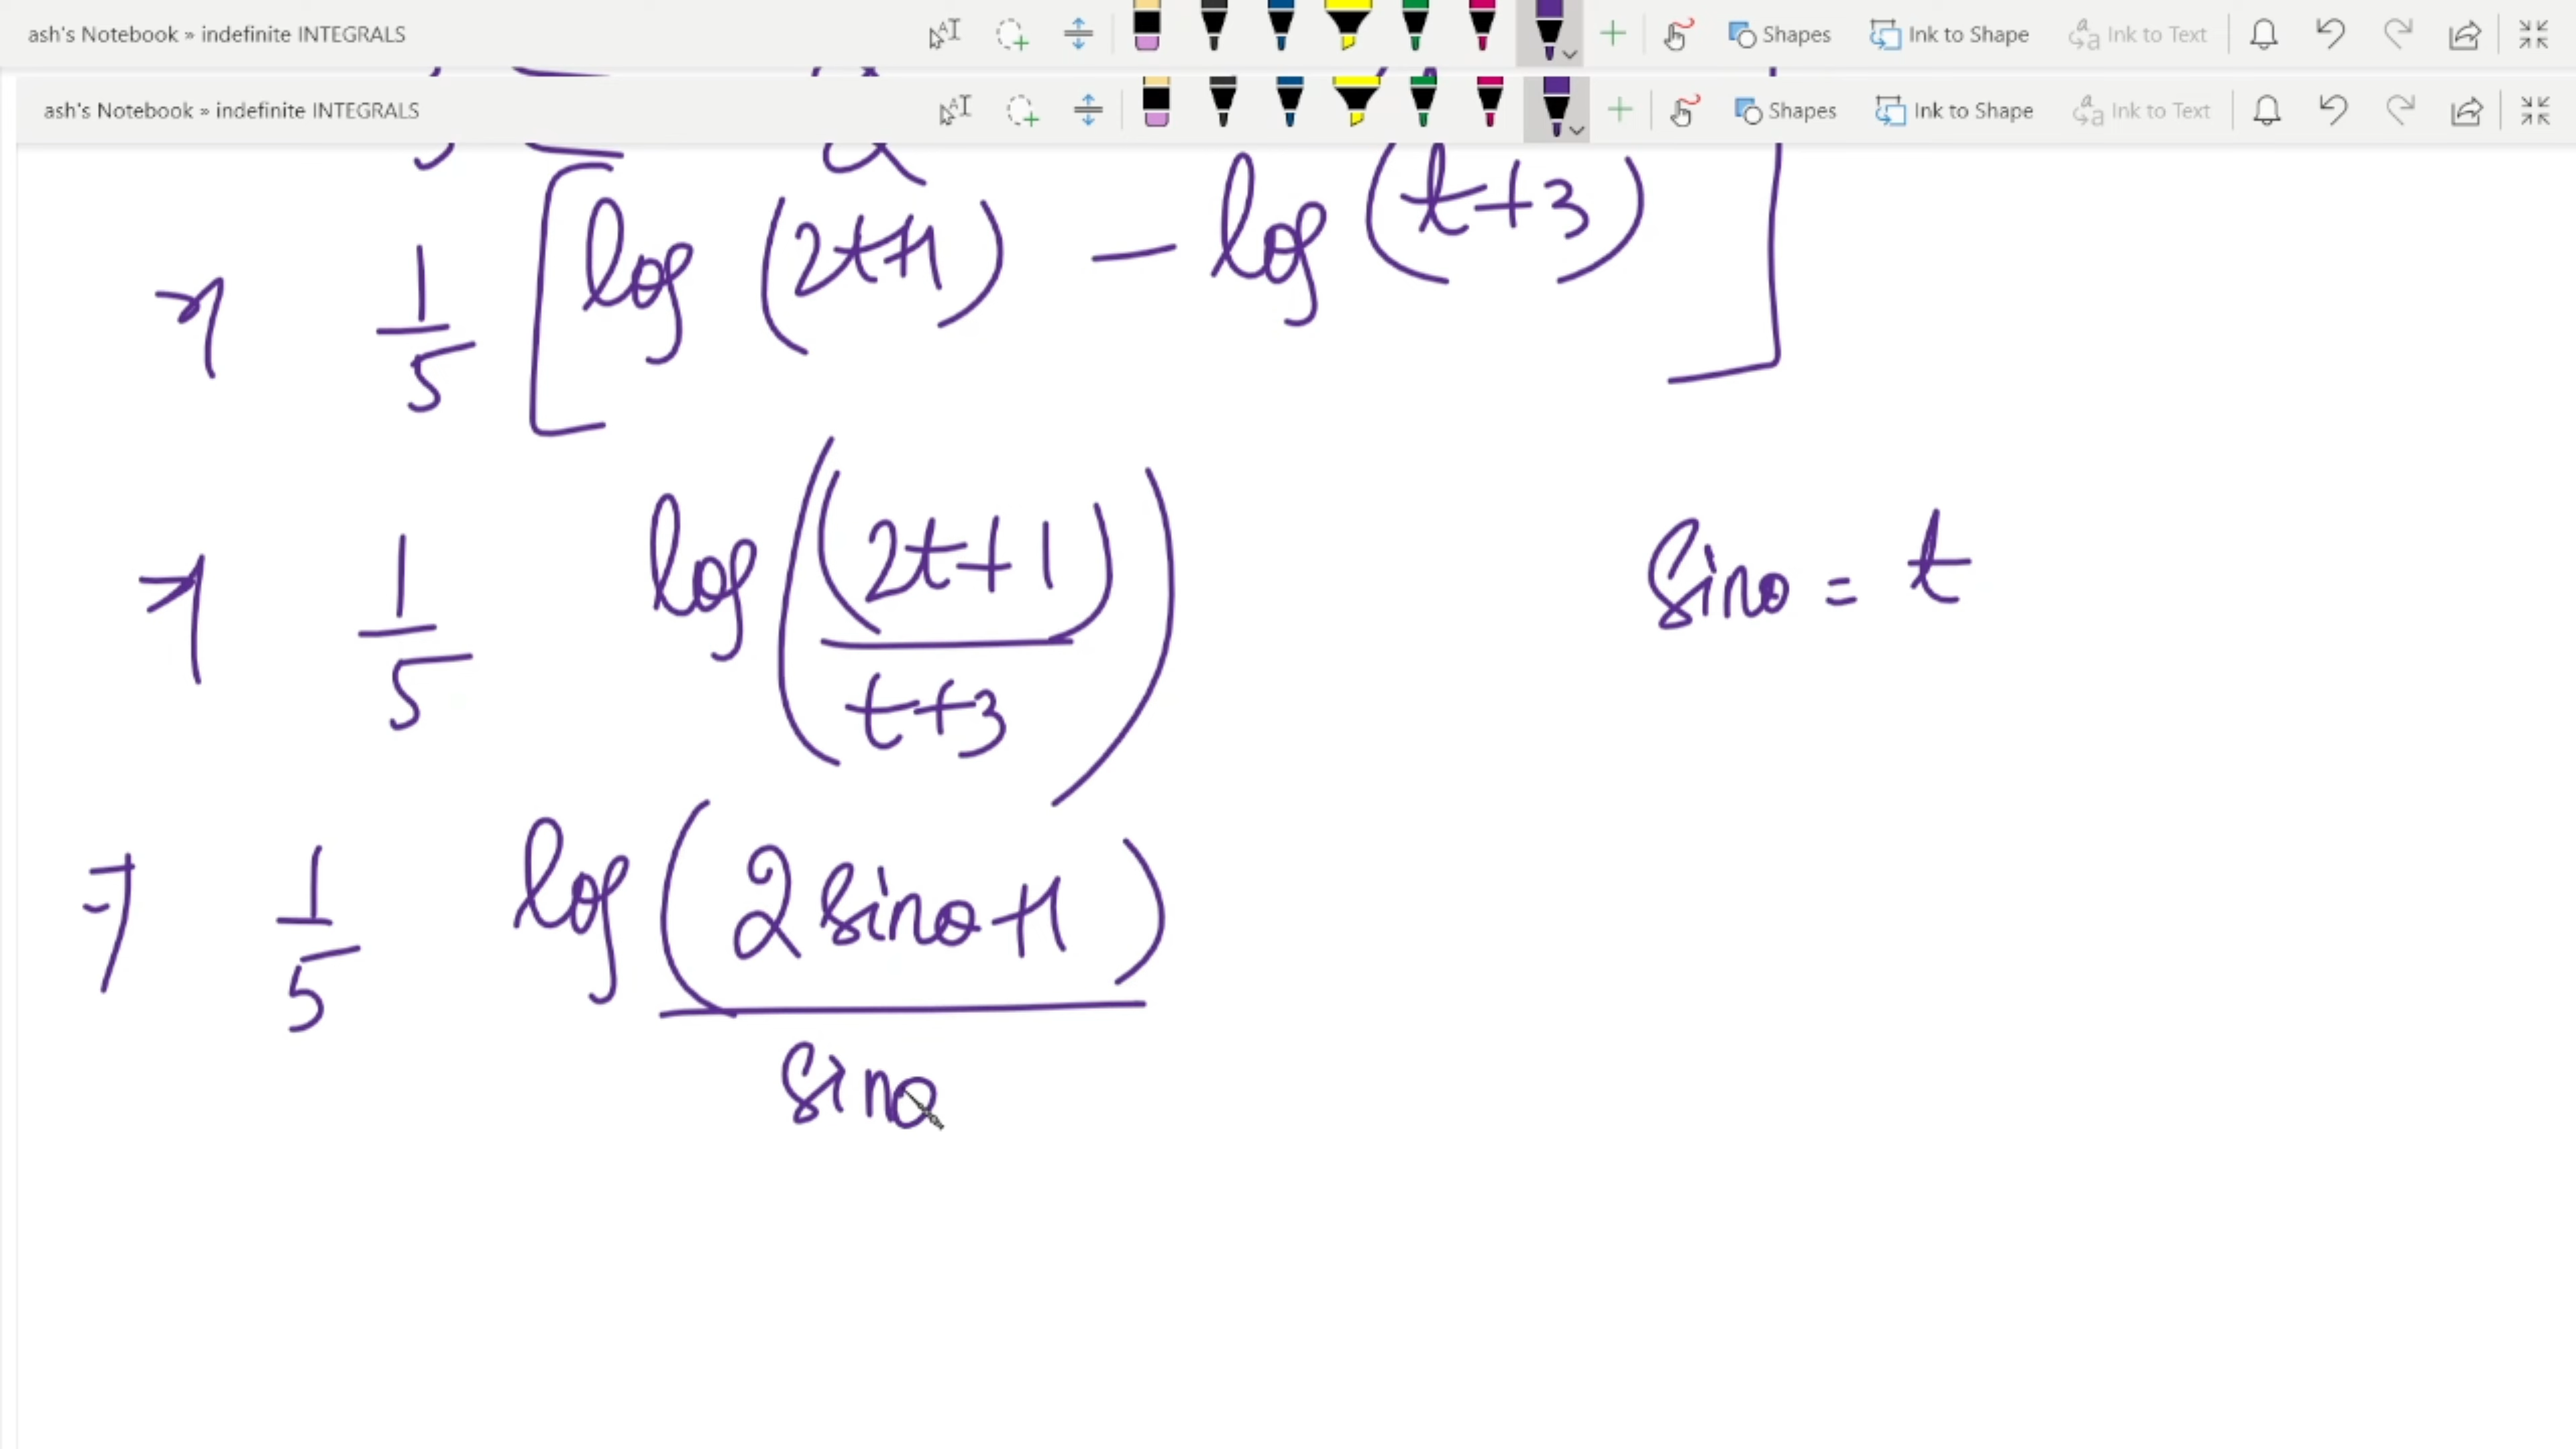 ash's Notebook » indefinite INTEGRALS Shapes Ink to Shape Ink to Text
ash's Notebook » indefinite INTEGRALS Shapes Ink to Shape Ink to Text
⇒ 1/5 [log (2t+1) - log (t+3)]
⇒ 1/5 log((2t+1)/t+3) sinθ = t
⇒ 1/5 log(2 sinθ+1)/sinθ